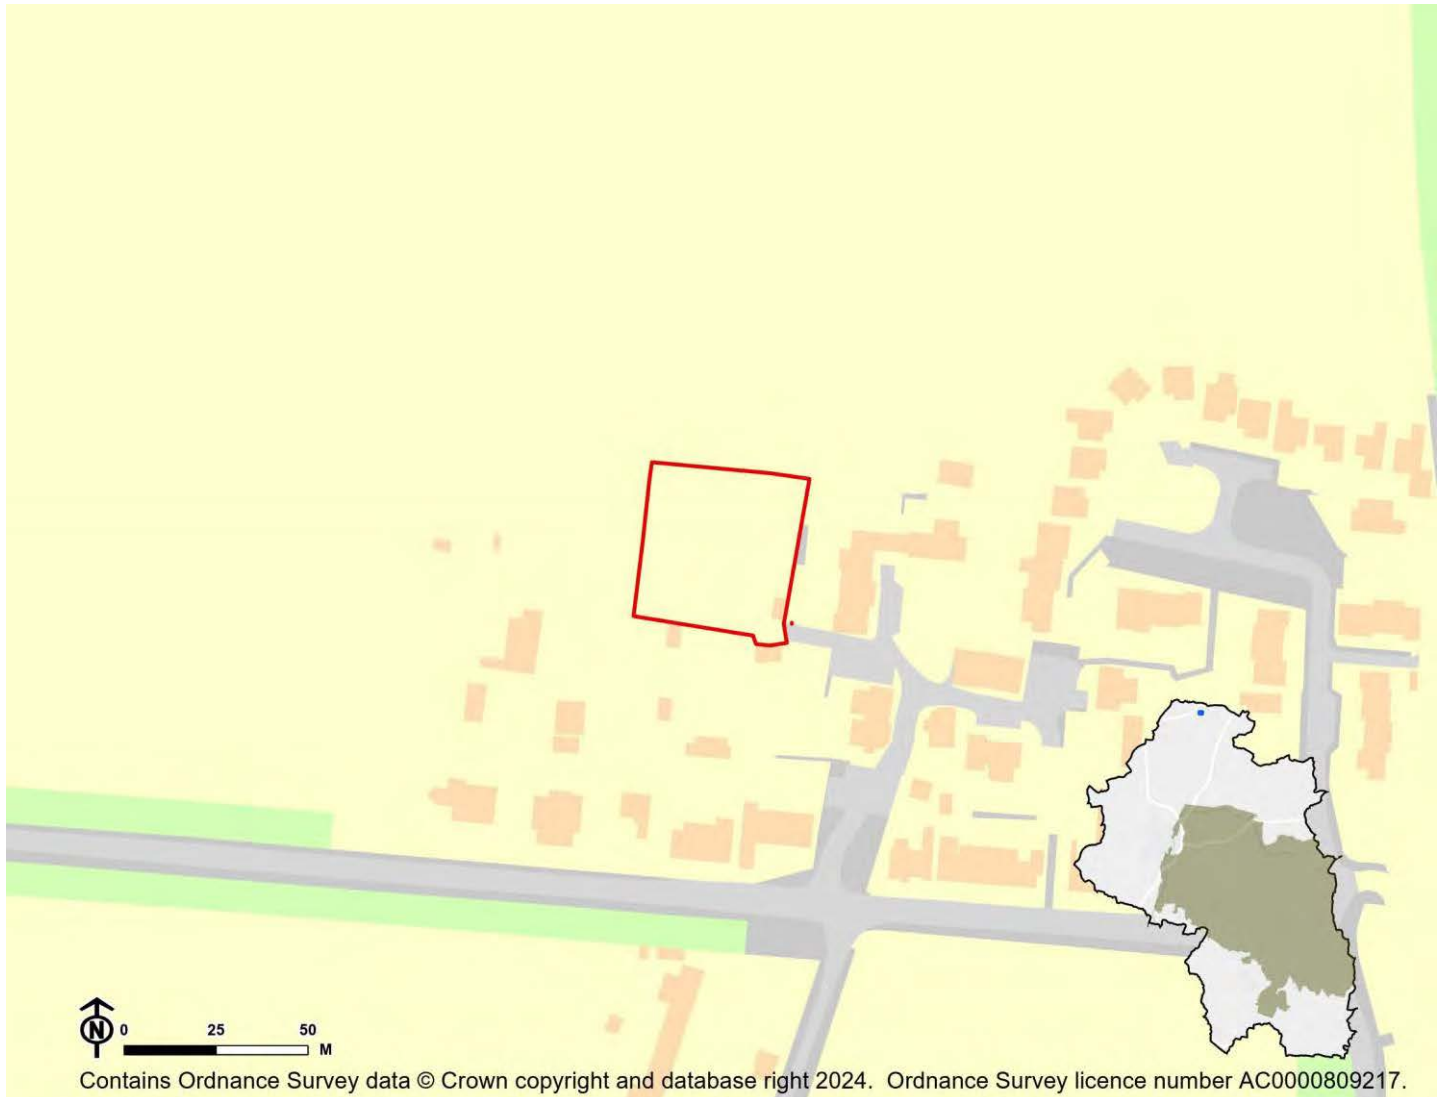 N
0 25 50
M
Contains Ordnance Survey data © Crown copyright and database right 2024. Ordnance Survey licence number AC0000809217.